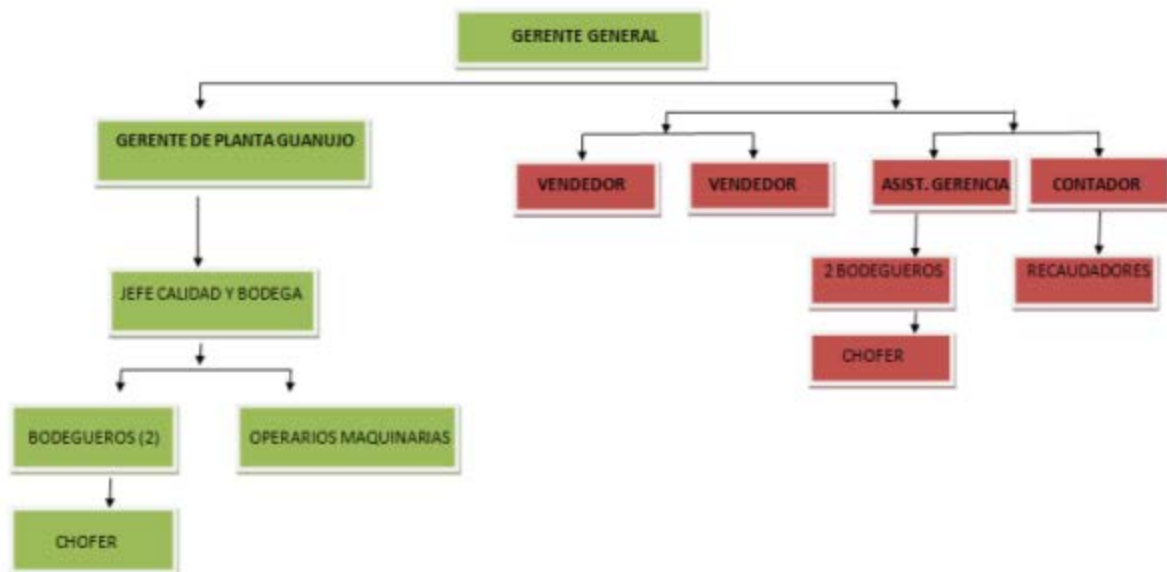 GERENTE GENERAL
GERENTE DE PLANTA GUANUJO
VENDEDOR
VENDEDOR
ASIST. GERENCIA
CONTADOR
2 BODEGUEROS
RECAUDADORES
JEFE CALIDAD Y BODEGA
CHOFER
BODEGUEROS (2)
OPERARIOS MAQUINARIAS
CHOFER